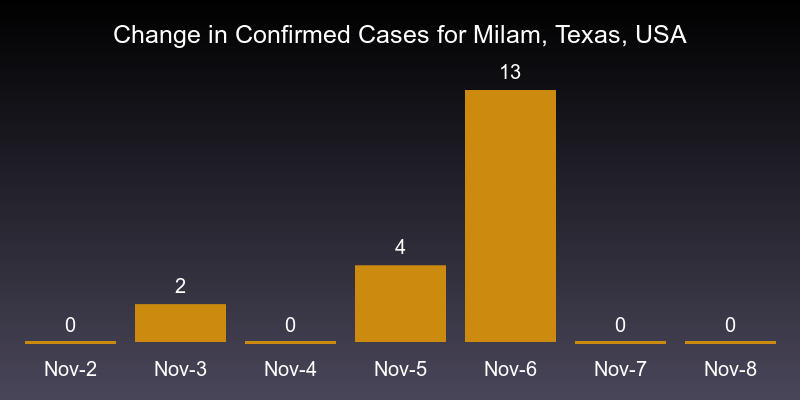 Change in Confirmed Cases for Milam, Texas, USA
13
4
2
0 0 0 0
Nov-2 Nov-3 Nov-4 Nov-5 Nov-6 Nov-7 Nov-8